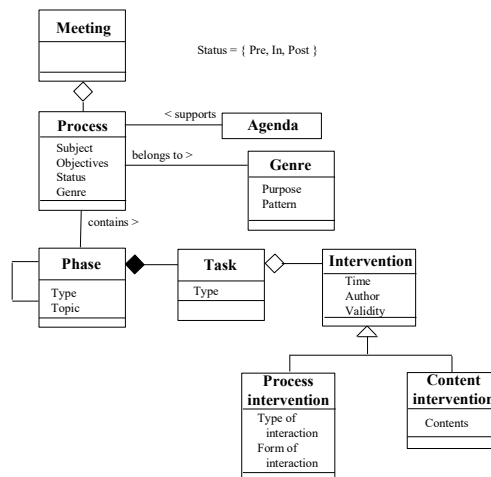 Meeting
Status = { Pre, In, Post }
Process
Subject
Objectives
Status
Genre
< supports
Agenda
belongs to >
Genre
Purpose
Pattern
contains >
Phase
Type
Topic
Task
Type
Intervention
Time
Author
Validity
Process
intervention
Type of
interaction
Form of
interaction
Content
intervention
Contents